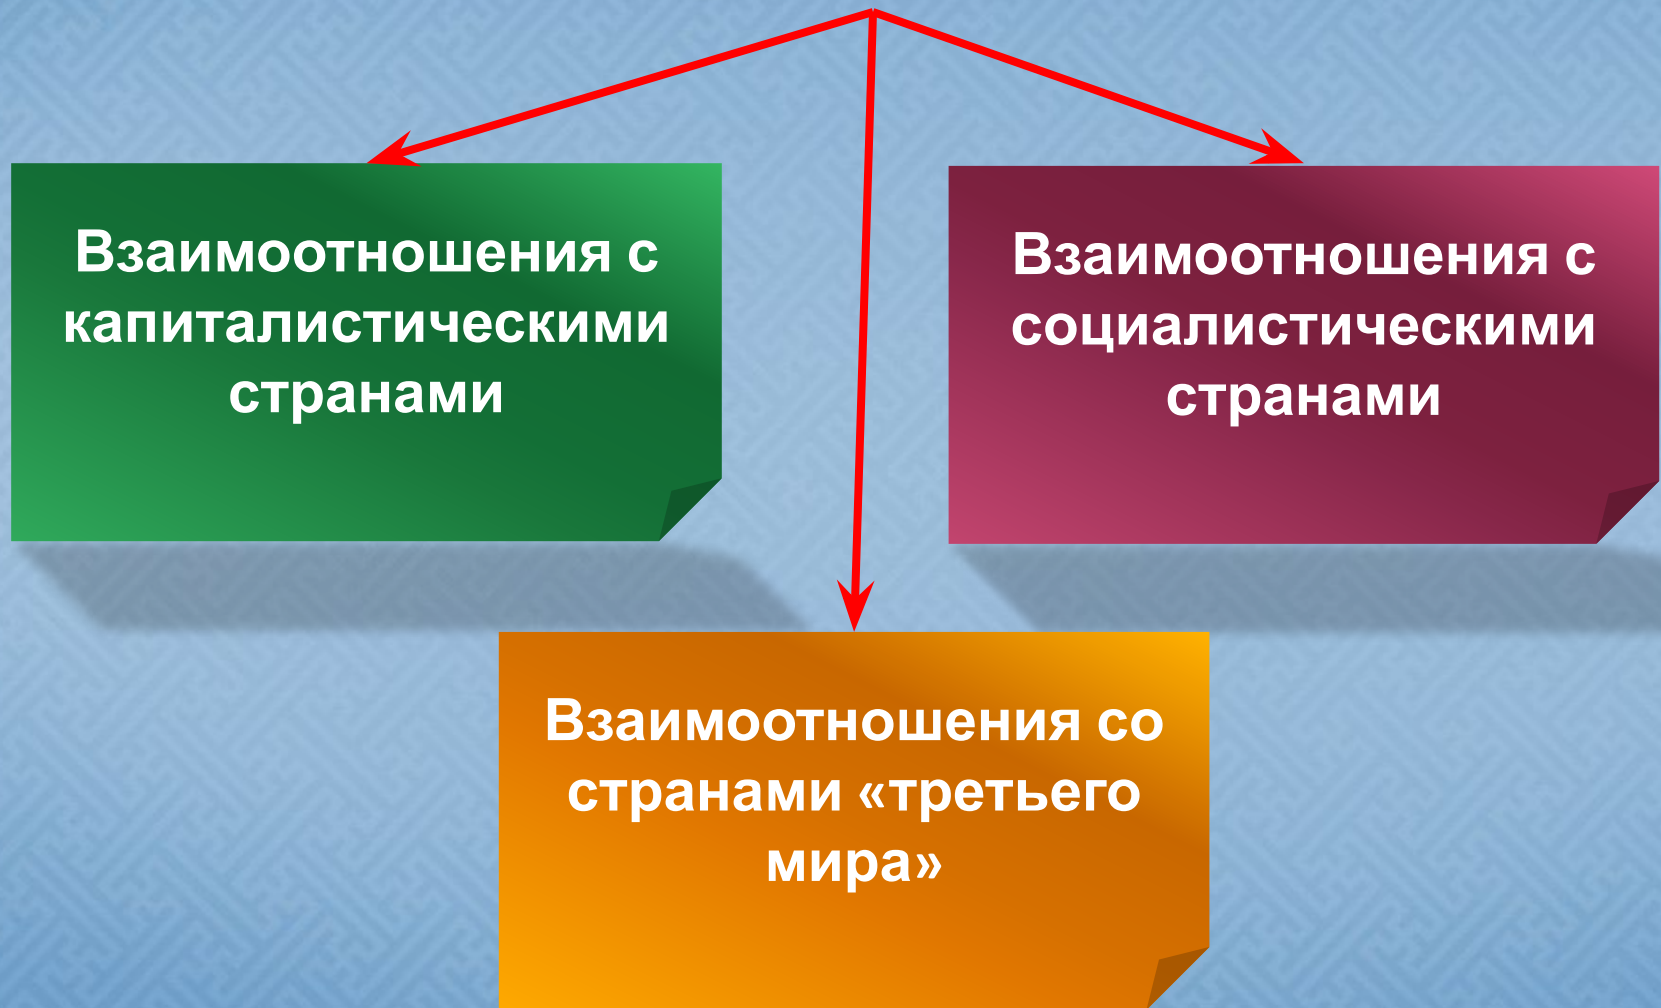 Взаимоотношения с
капиталистическими
странами
Взаимоотношения с
социалистическими
странами
Взаимоотношения со
странами «третьего
мира»